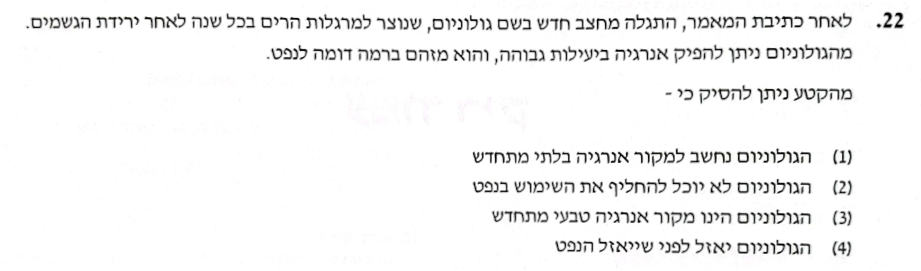 22. לאחר כתיבת המאמר, התגלה מחצב חדש בשם גולוניום, שנוצר למרגלות הרים בכל שנה לאחר ירידת הגשמים.
מהגולוניום ניתן להפיק אנרגיה ביעילות גבוהה, והוא מזהם ברמה דומה לנפט.
מהקטע ניתן להסיק כי -
(1) הגולוניום נחשב למקור אנרגיה בלתי מתחדש
(2) הגולוניום לא יוכל להחליף את השימוש בנפט
(3) הגולוניום הינו מקור אנרגיה טבעי מתחדש
(4) הגולוניום יאזל לפני שייאזל הנפט